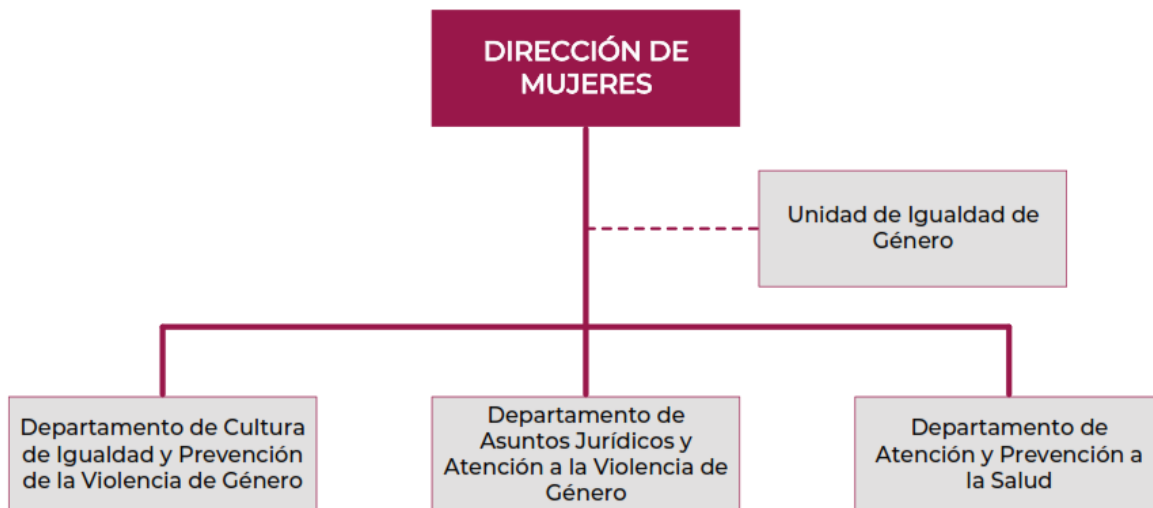 DIRECCIÓN DE
MUJERES
Unidad de Igualdad de
Género
Departamento de Cultura
de Igualdad y Prevención
de la Violencia de Género
Departamento de
Asuntos Jurídicos y
Atención a la Violencia de
Género
Departamento de
Atención y Prevención a
la Salud